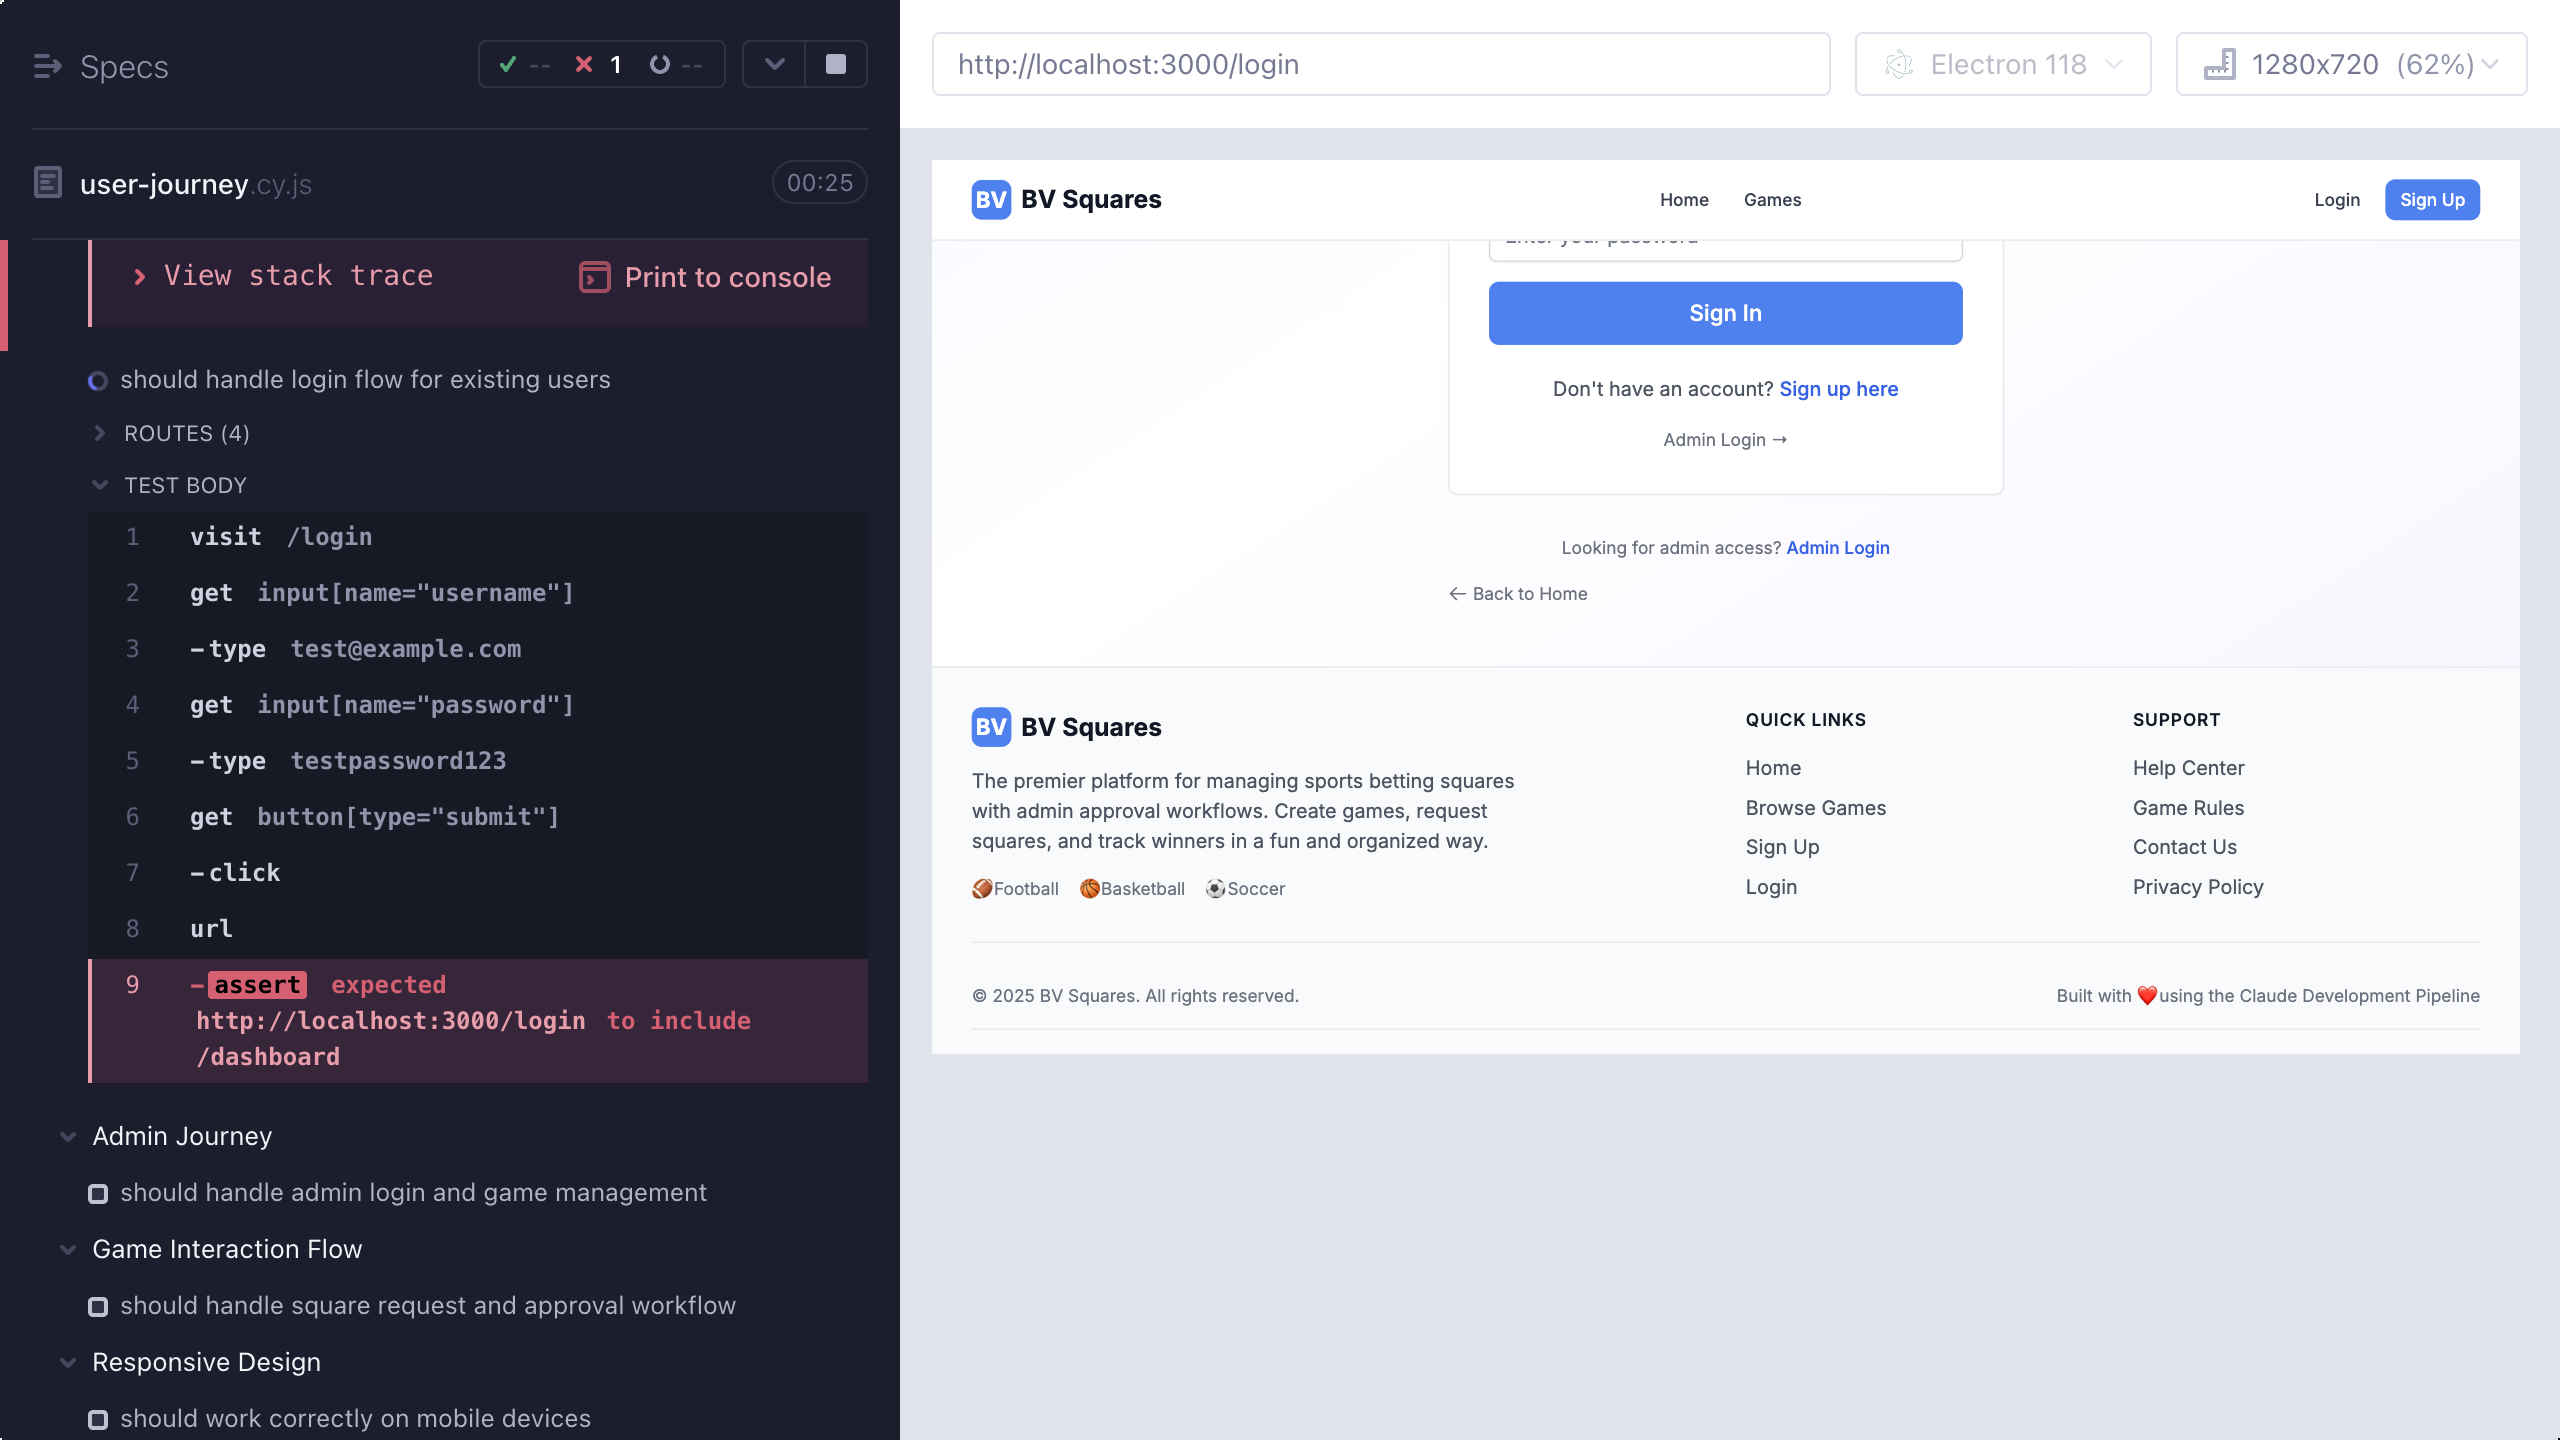 Specs
-- 1 --
user-journey.cy.js
00:25
View stack trace
Print to console
should handle login flow for existing users
ROUTES (4)
TEST BODY
1 visit /login
2 get input[name="username"]
3 -type test@example.com
4 get input[name="password"]
5 -type testpassword123
6 get button[type="submit"]
7 -click
8 url
9 -assert expected
http://localhost:3000/login to include
/dashboard
Admin Journey
should handle admin login and game management
Game Interaction Flow
should handle square request and approval workflow
Responsive Design
should work correctly on mobile devices
http://localhost:3000/login
Electron 118
1280x720 (62%)
BV BV Squares
Home
Games
Login
Sign Up
Enter your password
Sign In
Don't have an account? Sign up here
Admin Login →
Looking for admin access? Admin Login
← Back to Home
BV BV Squares
The premier platform for managing sports betting squares
with admin approval workflows. Create games, request
squares, and track winners in a fun and organized way.
🏈Football 🏀Basketball ⚽Soccer
QUICK LINKS
Home
Browse Games
Sign Up
Login
SUPPORT
Help Center
Game Rules
Contact Us
Privacy Policy
© 2025 BV Squares. All rights reserved.
Built with ❤️using the Claude Development Pipeline